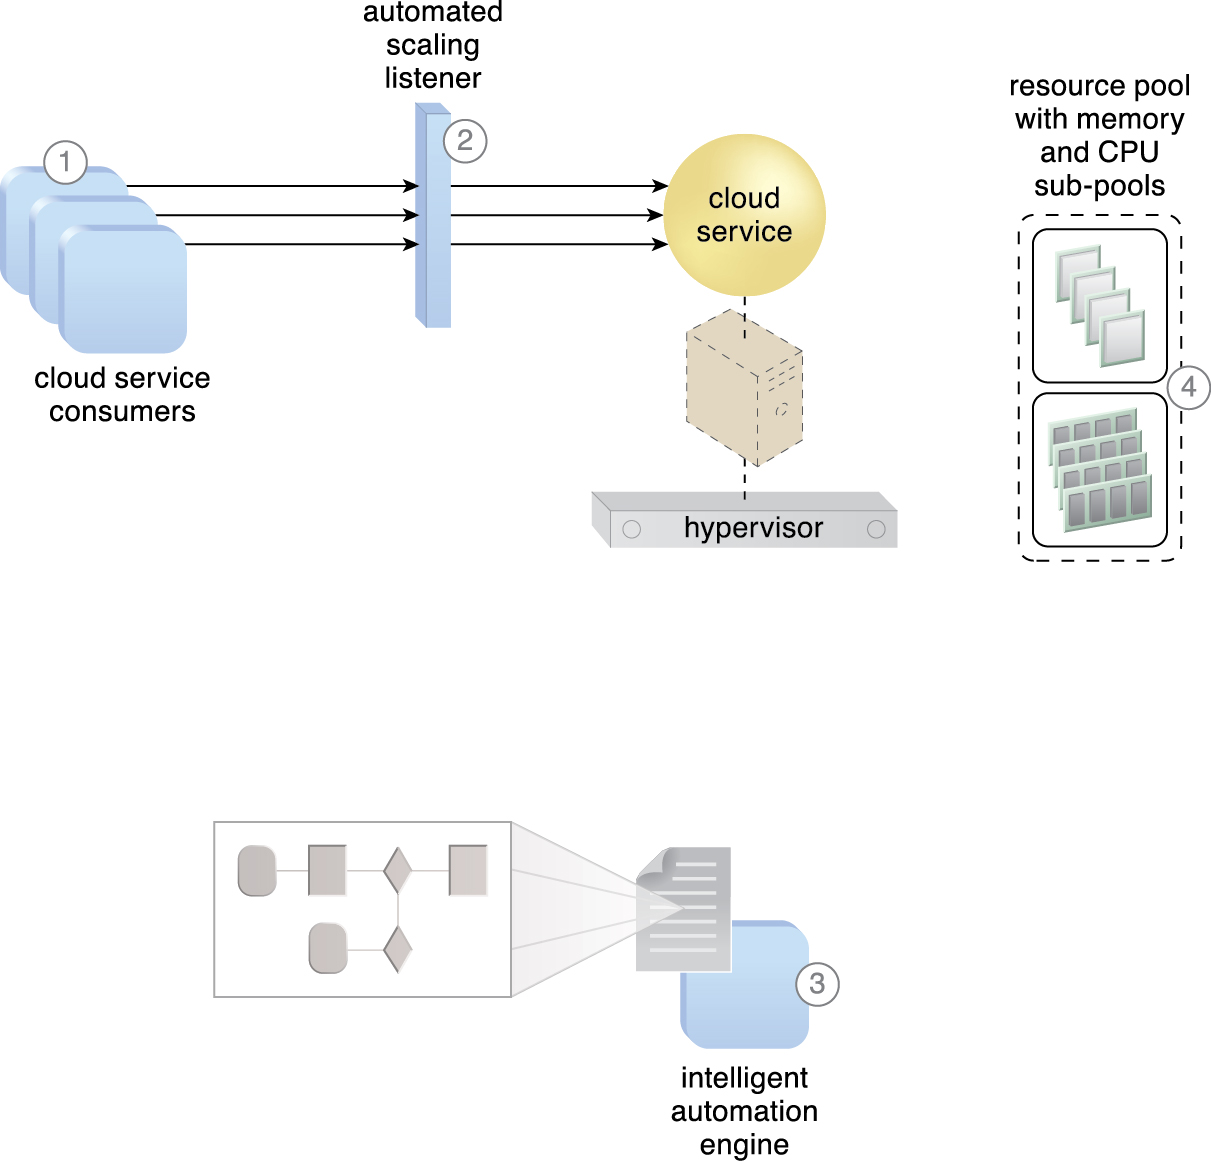 automated
scaling
listener
resource pool
with memory
and CPU
sub-pools
1
2
cloud
service
cloud service
consumers
4
hypervisor
3
intelligent
automation
engine